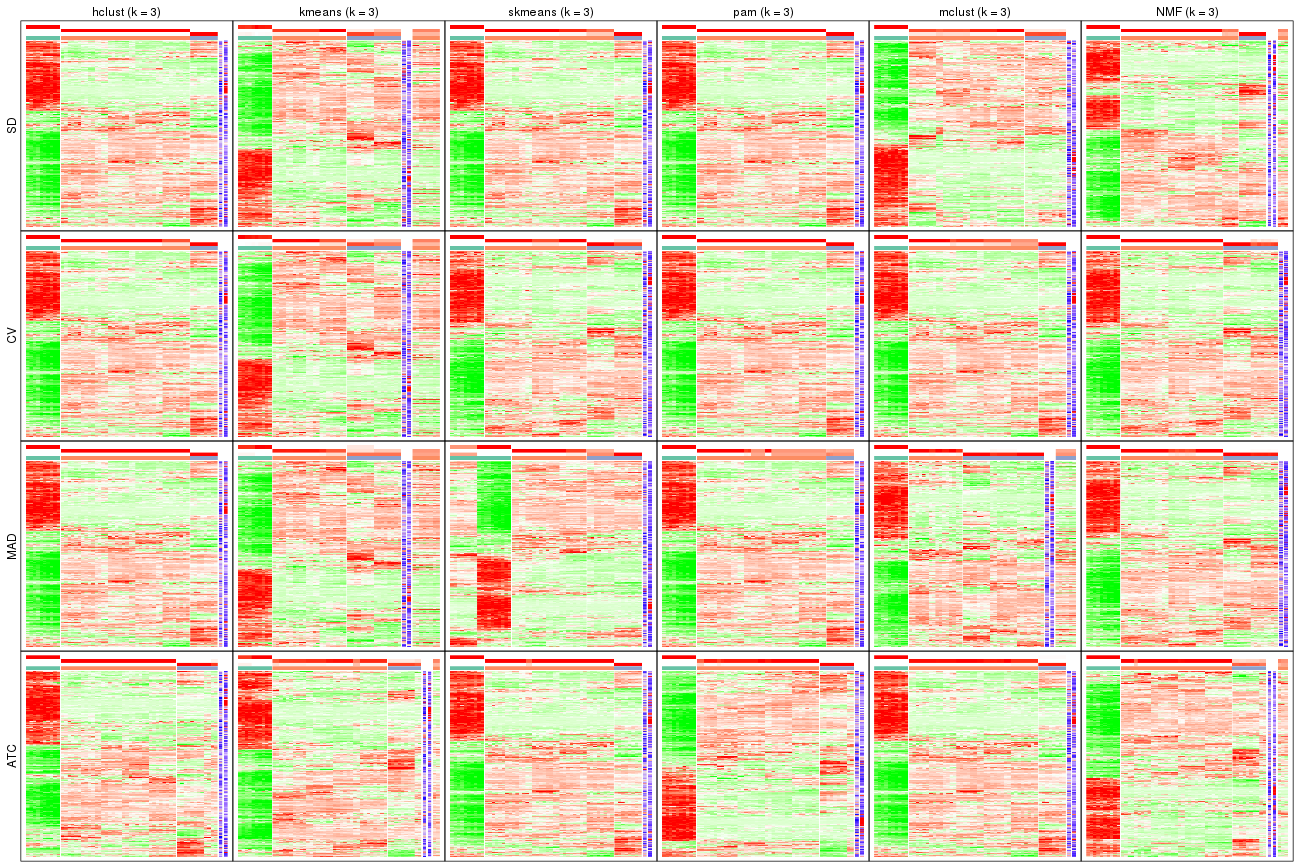 hclust (k = 3) kmeans (k = 3) skmeans (k = 3) pam (k = 3) mclust (k = 3) NMF (k = 3)
SD
CV
MAD
ATC